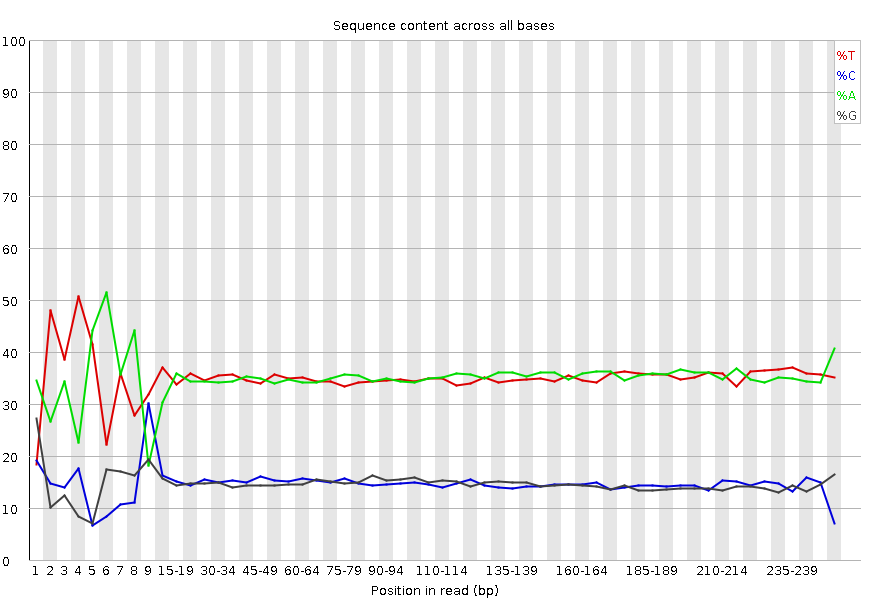 Sequence content across all bases
100
90
80
70
60
50
40
30
20
10
0
%T
%C
%A
%G
1 2 3 4 5 6 7 8 9 15-19 30-34 45-49 60-64 75-79 90-94 110-114 135-139 160-164 185-189 210-214 235-239
Position in read (bp)